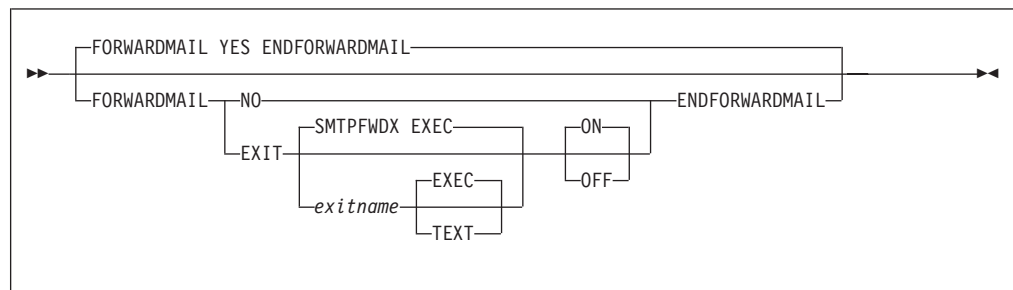 FORWARDMAIL YES ENDFORWARDMAIL
FORWARDMAIL NO ENDFORWARDMAIL
SMTPFWDX EXEC ON
EXIT
EXEC OFF
exitname
TEXT